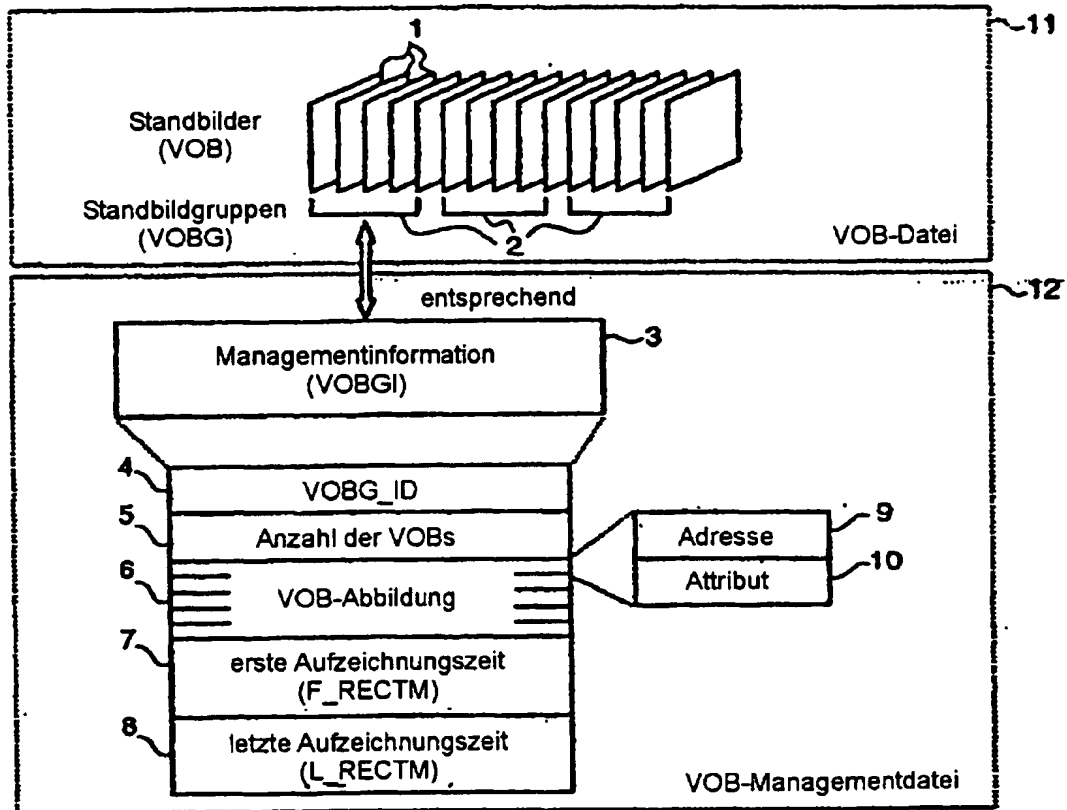 1
11
Standbilder
(VOB)
Standbildgruppen
(VOBG)
2
VOB-Datei
12
entsprechend
3
Managementinformation
(VOBGI)
4
VOBG_ID
5
Anzahl der VOBs
9
Adresse
6
VOB-Abbildung
10
Attribut
7
erste Aufzeichnungszeit
(F_RECTM)
8
letzte Aufzeichnungszeit
(L_RECTM)
VOB-Managementdatei